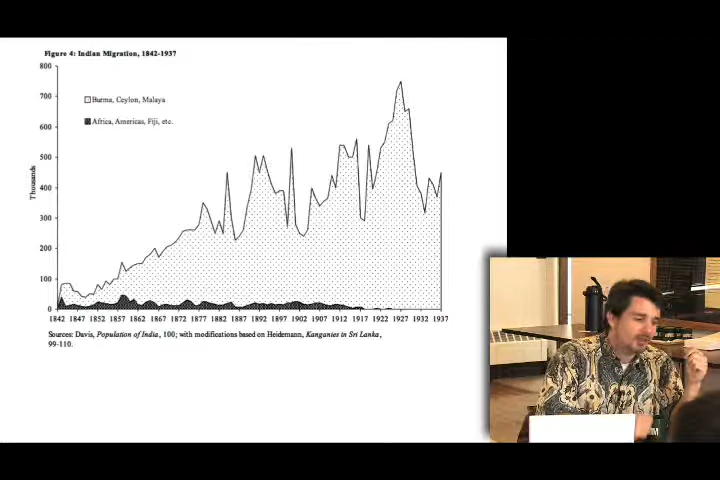 Figure 4: Indian Migration, 1842-1937
800
700
600
500
400
300
200
100
0
Thousands
Burma, Ceylon, Malaya
Africa, Americas, Fiji, etc.
1842 1847 1852 1857 1862 1867 1872 1877 1882 1887 1892 1897 1902 1907 1912 1917 1922 1927 1932 1937
Sources: Davis, Population of India, 100; with modifications based on Heidemann, Kanganies in Sri Lanka,
99-110.